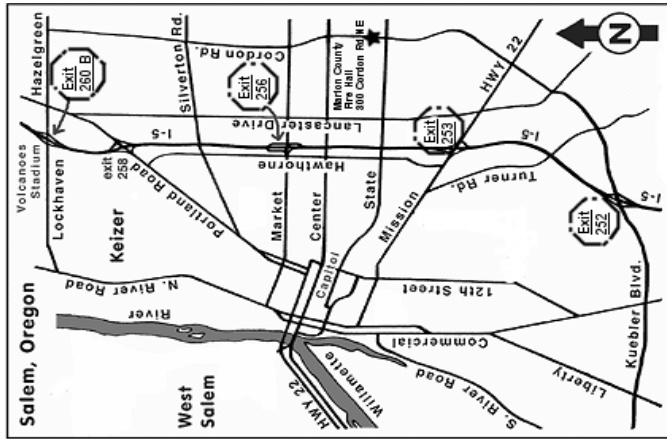 Salem, Oregon
Volcanoes
Stadium
Lockhaven
Hazelgreen
Exit
260 B
Keizer
exit
258
N. River Road
River
West
Salem
Portland Road
Silverton Rd.
Cordon Rd.
Exit
256
I-5
Lancaster Drive
Hawthorne
Market
Center
State
Marion County
Fire Hall
300 Cordon Rd NE
Capitol
Mission
HWY 22
HWY 22
Willamette
Exit
253
I-5
Turner Rd.
12th Street
Commercial
Liberty
S. River Road
Exit
252
I-5
Kuebler Blvd.
N